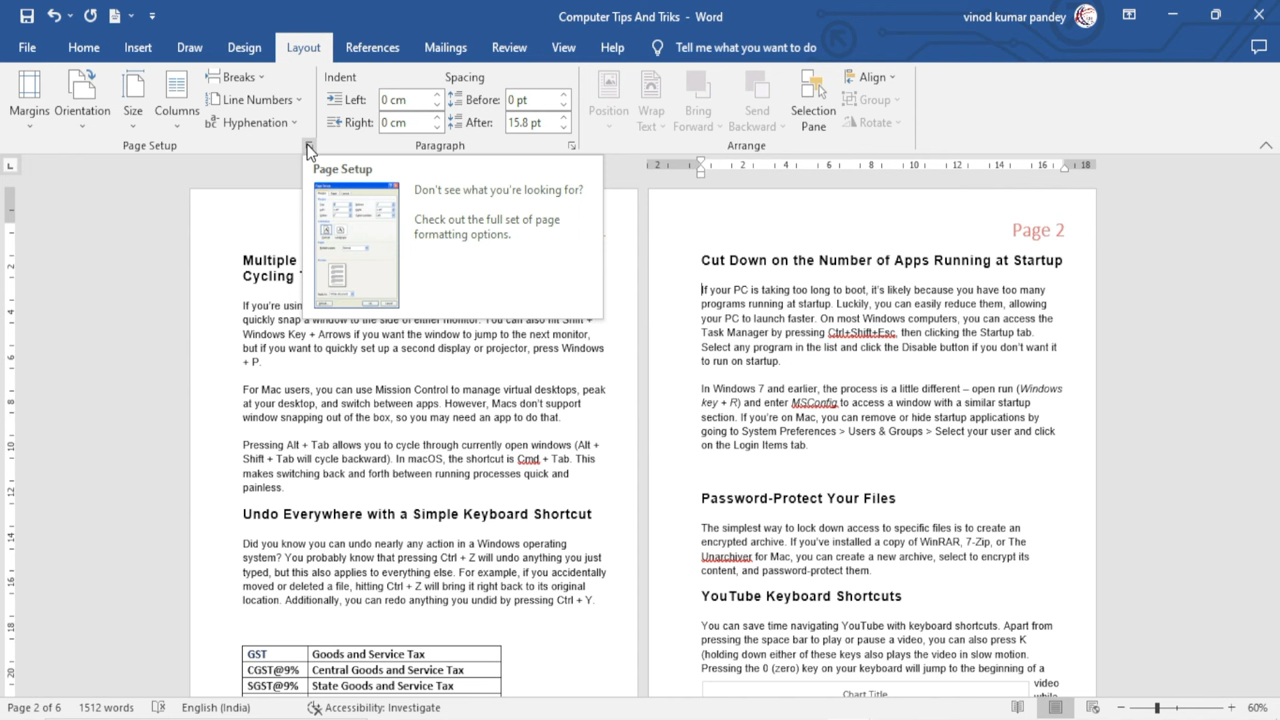 Computer Tips And Triks - Word
vinod kumar pandey
File Home Insert Draw Design Layout References Mailings Review View Help Tell me what you want to do
Margins
Orientation
Size
Columns
Breaks
Line Numbers
Hyphenation
Page Setup
Indent
Left: 0 cm
Right: 0 cm
Spacing
Before: 0 pt
After: 15.8 pt
Paragraph
Position
Wrap
Text
Bring
Forward
Send
Backward
Selection
Pane
Align
Group
Rotate
Arrange
Page Setup
Don't see what you're looking for?
Check out the full set of page
formatting options.
2 2 4 6 8 10 12 14 16 18
2
4
6
8
10
12
14
16
18
20
Multiple
Cycling T
If you're usin
quickly snap a window to the side of either monitor. You can also hit Shift +
Windows Key + Arrows if you want the window to jump to the next monitor,
but if you want to quickly set up a second display or projector, press Windows
+ P.
For Mac users, you can use Mission Control to manage virtual desktops, peak
at your desktop, and switch between apps. However, Macs don't support
window snapping out of the box, so you may need an app to do that.
Pressing Alt + Tab allows you to cycle through currently open windows (Alt +
Shift + Tab will cycle backward). In macOS, the shortcut is Cmd + Tab. This
makes switching back and forth between running processes quick and
painless.
Undo Everywhere with a Simple Keyboard Shortcut
Did you know you can undo nearly any action in a Windows operating
system? You probably know that pressing Ctrl + Z will undo anything you just
typed, but this also applies to everything else. For example, if you accidentally
moved or deleted a file, hitting Ctrl + Z will bring it right back to its original
location. Additionally, you can redo anything you undid by pressing Ctrl + Y.
GST Goods and Service Tax
CGST@9% Central Goods and Service Tax
SGST@9% State Goods and Service Tax
Page 2
Cut Down on the Number of Apps Running at Startup
If your PC is taking too long to boot, it's likely because you have too many
programs running at startup. Luckily, you can easily reduce them, allowing
your PC to launch faster. On most Windows computers, you can access the
Task Manager by pressing Ctrl+Shift+Esc, then clicking the Startup tab.
Select any program in the list and click the Disable button if you don't want it
to run on startup.
In Windows 7 and earlier, the process is a little different – open run (Windows
key + R) and enter MSConfig to access a window with a similar startup
section. If you're on Mac, you can remove or hide startup applications by
going to System Preferences > Users & Groups > Select your user and click
on the Login Items tab.
Password-Protect Your Files
The simplest way to lock down access to specific files is to create an
encrypted archive. If you've installed a copy of WinRAR, 7-Zip, or The
Unarchiver for Mac, you can create a new archive, select to encrypt its
content, and password-protect them.
YouTube Keyboard Shortcuts
You can save time navigating YouTube with keyboard shortcuts. Apart from
pressing the space bar to play or pause a video, you can also press K
(holding down either of these keys also plays the video in slow motion.
Pressing the 0 (zero) key on your keyboard will jump to the beginning of a
video
while
Chart Title
Page 2 of 6 1512 words English (India) Accessibility: Investigate 60%